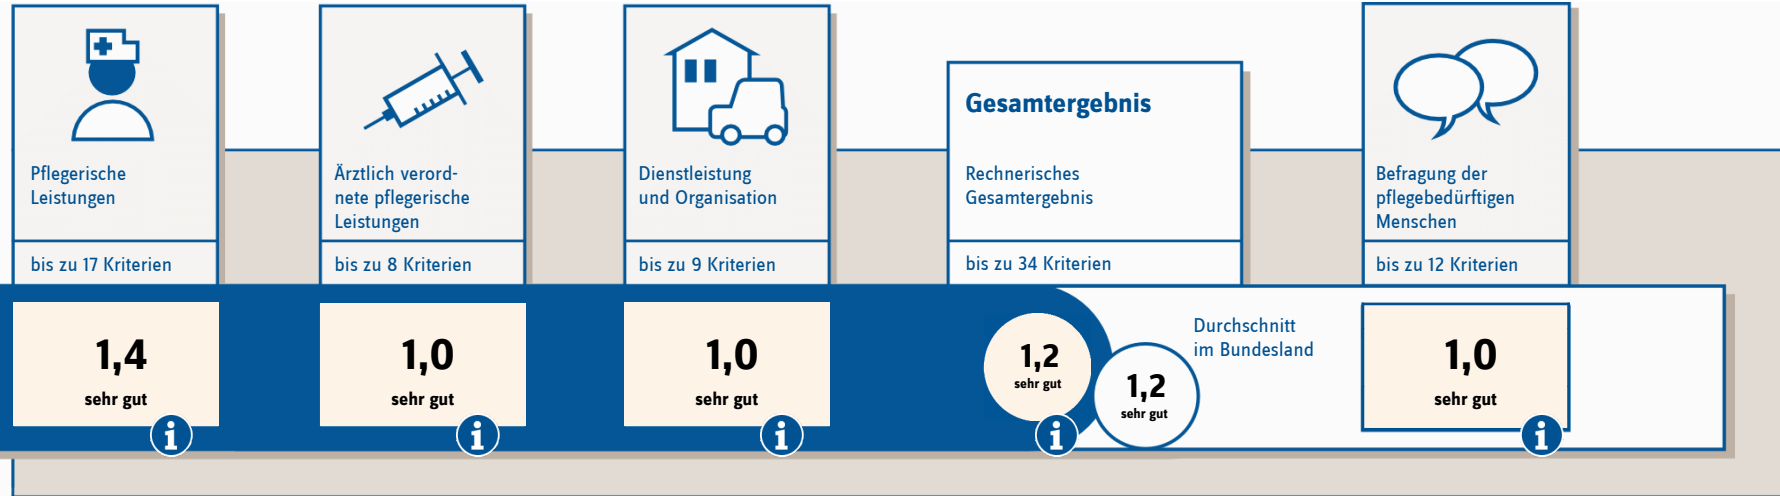 Pflegerische
Leistungen
bis zu 17 Kriterien
1,4
sehr gut
i
Ärztlich verord-
nete pflegerische
Leistungen
bis zu 8 Kriterien
1,0
sehr gut
i
Dienstleistung
und Organisation
bis zu 9 Kriterien
1,0
sehr gut
i
Gesamtergebnis
Rechnerisches
Gesamtergebnis
bis zu 34 Kriterien
1,2
sehr gut
i
1,2
sehr gut
Durchschnitt
im Bundesland
Befragung der
pflegebedürftigen
Menschen
bis zu 12 Kriterien
1,0
sehr gut
i